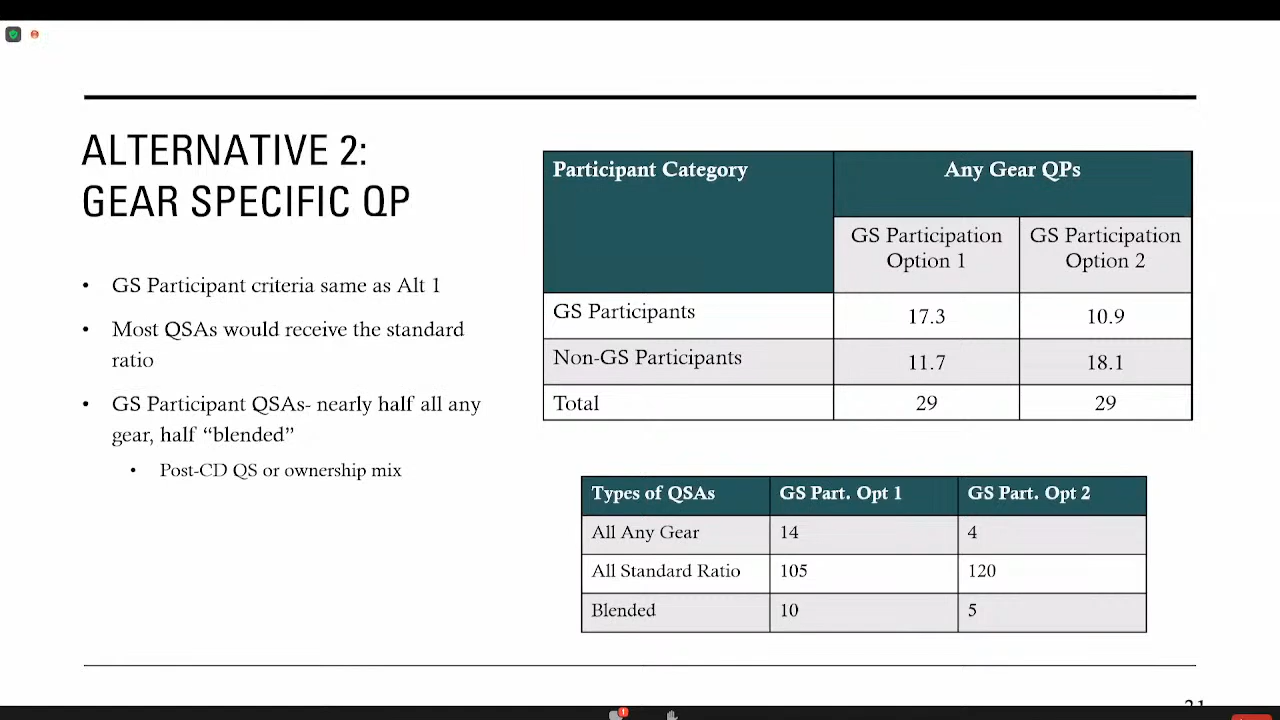 ALTERNATIVE 2:
GEAR SPECIFIC QP
• GS Participant criteria same as Alt 1
• Most QSAs would receive the standard
ratio
• GS Participant QSAs- nearly half all any
gear, half “blended”
• Post-CD QS or ownership mix
Participant Category Any Gear QPs
GS Participation GS Participation
Option 1 Option 2
GS Participants 17.3 10.9
Non-GS Participants 11.7 18.1
Total 29 29
Types of QSAs GS Part. Opt 1 GS Part. Opt 2
All Any Gear 14 4
All Standard Ratio 105 120
Blended 10 5